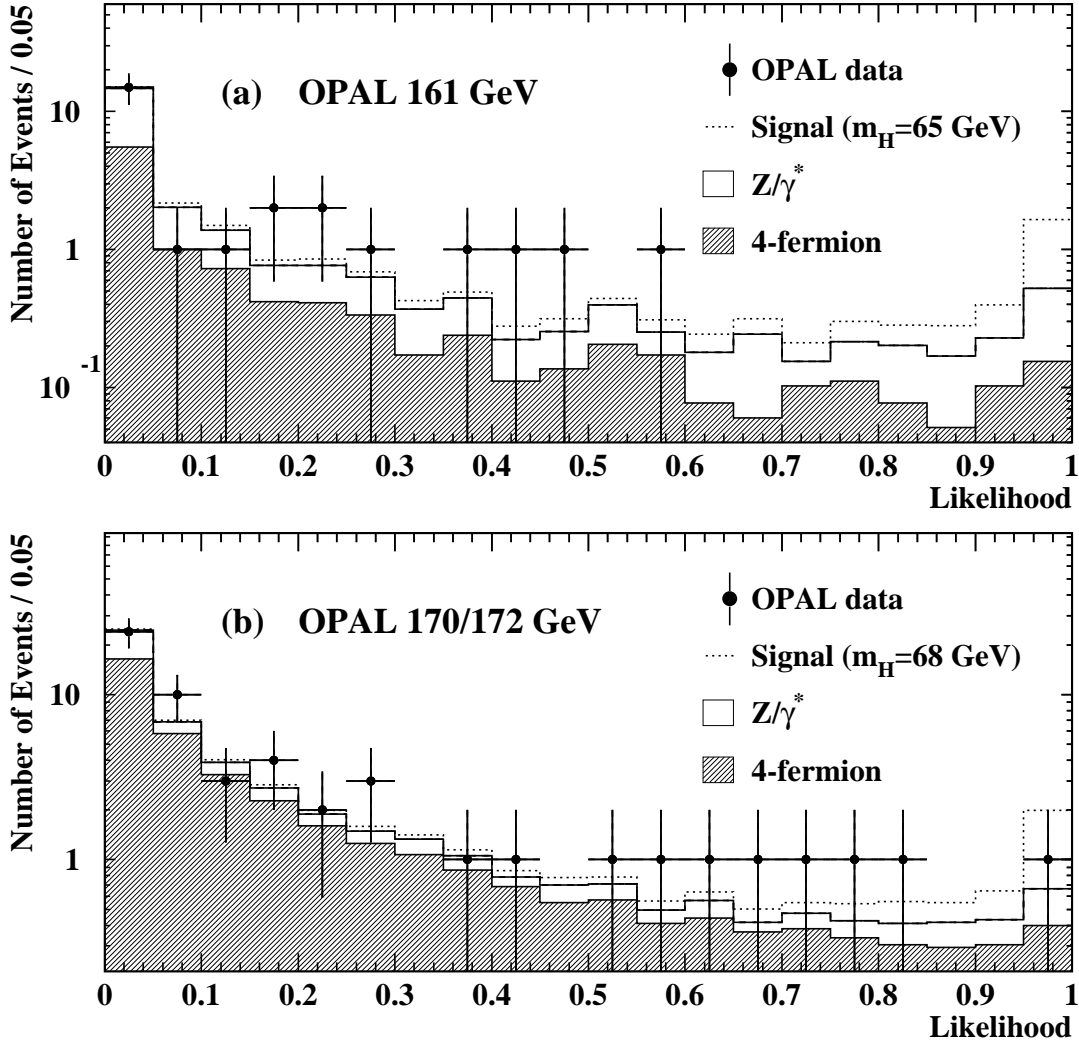 Number of Events / 0.05
(a) OPAL 161 GeV
OPAL data
Signal (m_H=65 GeV)
Z/γ*
4-fermion
10
1
10 -1
0 0.1 0.2 0.3 0.4 0.5 0.6 0.7 0.8 0.9 1
Likelihood
Number of Events / 0.05
(b) OPAL 170/172 GeV
OPAL data
Signal (m_H=68 GeV)
Z/γ*
4-fermion
10
1
0 0.1 0.2 0.3 0.4 0.5 0.6 0.7 0.8 0.9 1
Likelihood